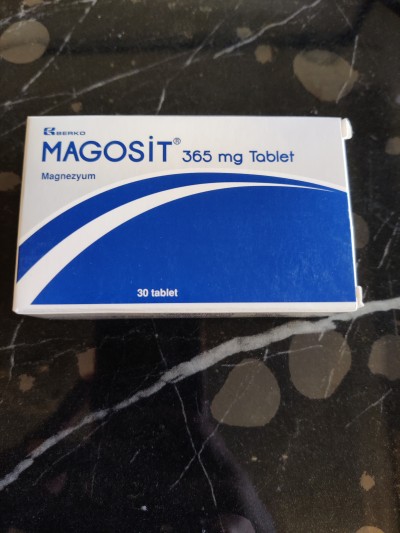 BERKO
MAGOSİT® 365 mg Tablet
Magnezyum
30 tablet